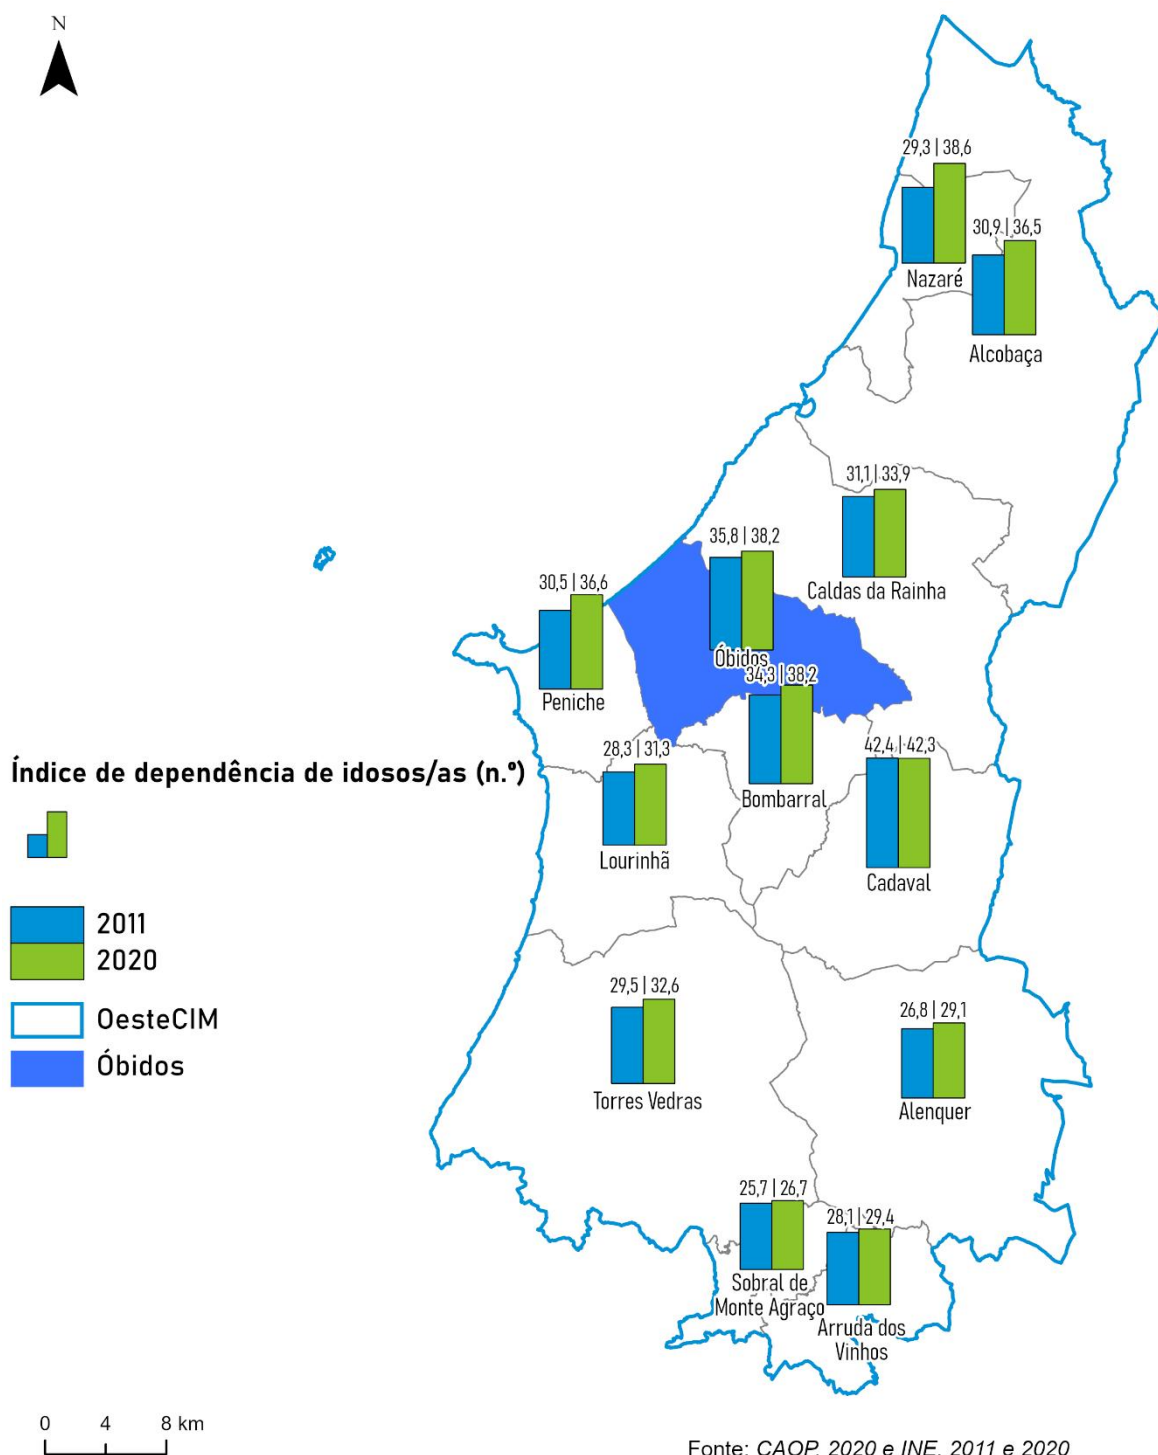 N
29,3 | 38,6
Nazaré
30,9 | 36,5
Alcobaça
31,1 | 33,9
Caldas da Rainha
35,8 | 38,2
Óbidos
30,5 | 36,6
Peniche
34,3 | 38,2
Bombarral
28,3 | 31,3
Lourinhã
42,4 | 42,3
Cadaval
Índice de dependência de idosos/as (n.º)
2011
2020
OesteCIM
Óbidos
29,5 | 32,6
Torres Vedras
26,8 | 29,1
Alenquer
25,7 | 26,7
Sobral de
Monte Agraço
28,1 | 29,4
Arruda dos
Vinhos
0 4 8 km
Fonte: CAOP, 2020 e INE, 2011 e 2020